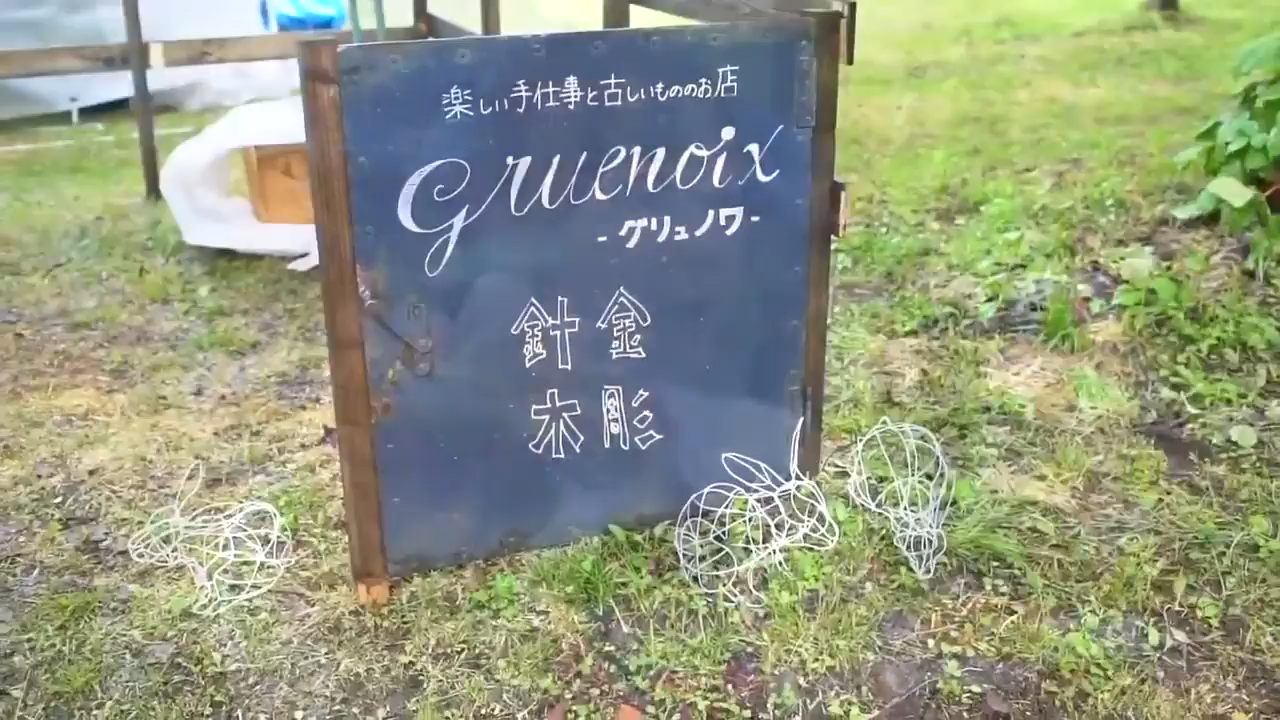 楽しい手仕事と古いもののお店
Gruenoix
-グリュノワ-
針金
木彫